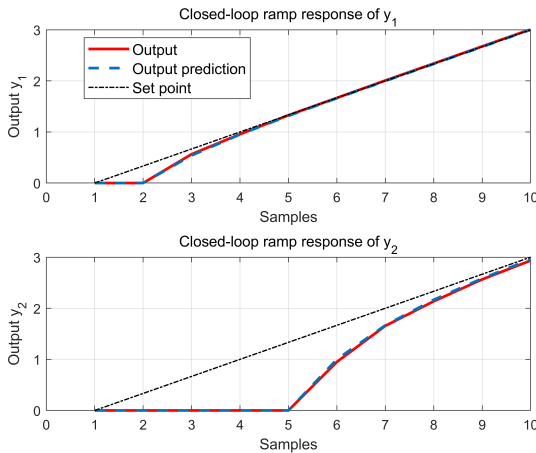 Closed-loop ramp response of y1
3
2
1
0
Output y1
Output
Output prediction
Set point
0 1 2 3 4 5 6 7 8 9 10
Samples
Closed-loop ramp response of y2
3
2
1
0
Output y2
0 1 2 3 4 5 6 7 8 9 10
Samples